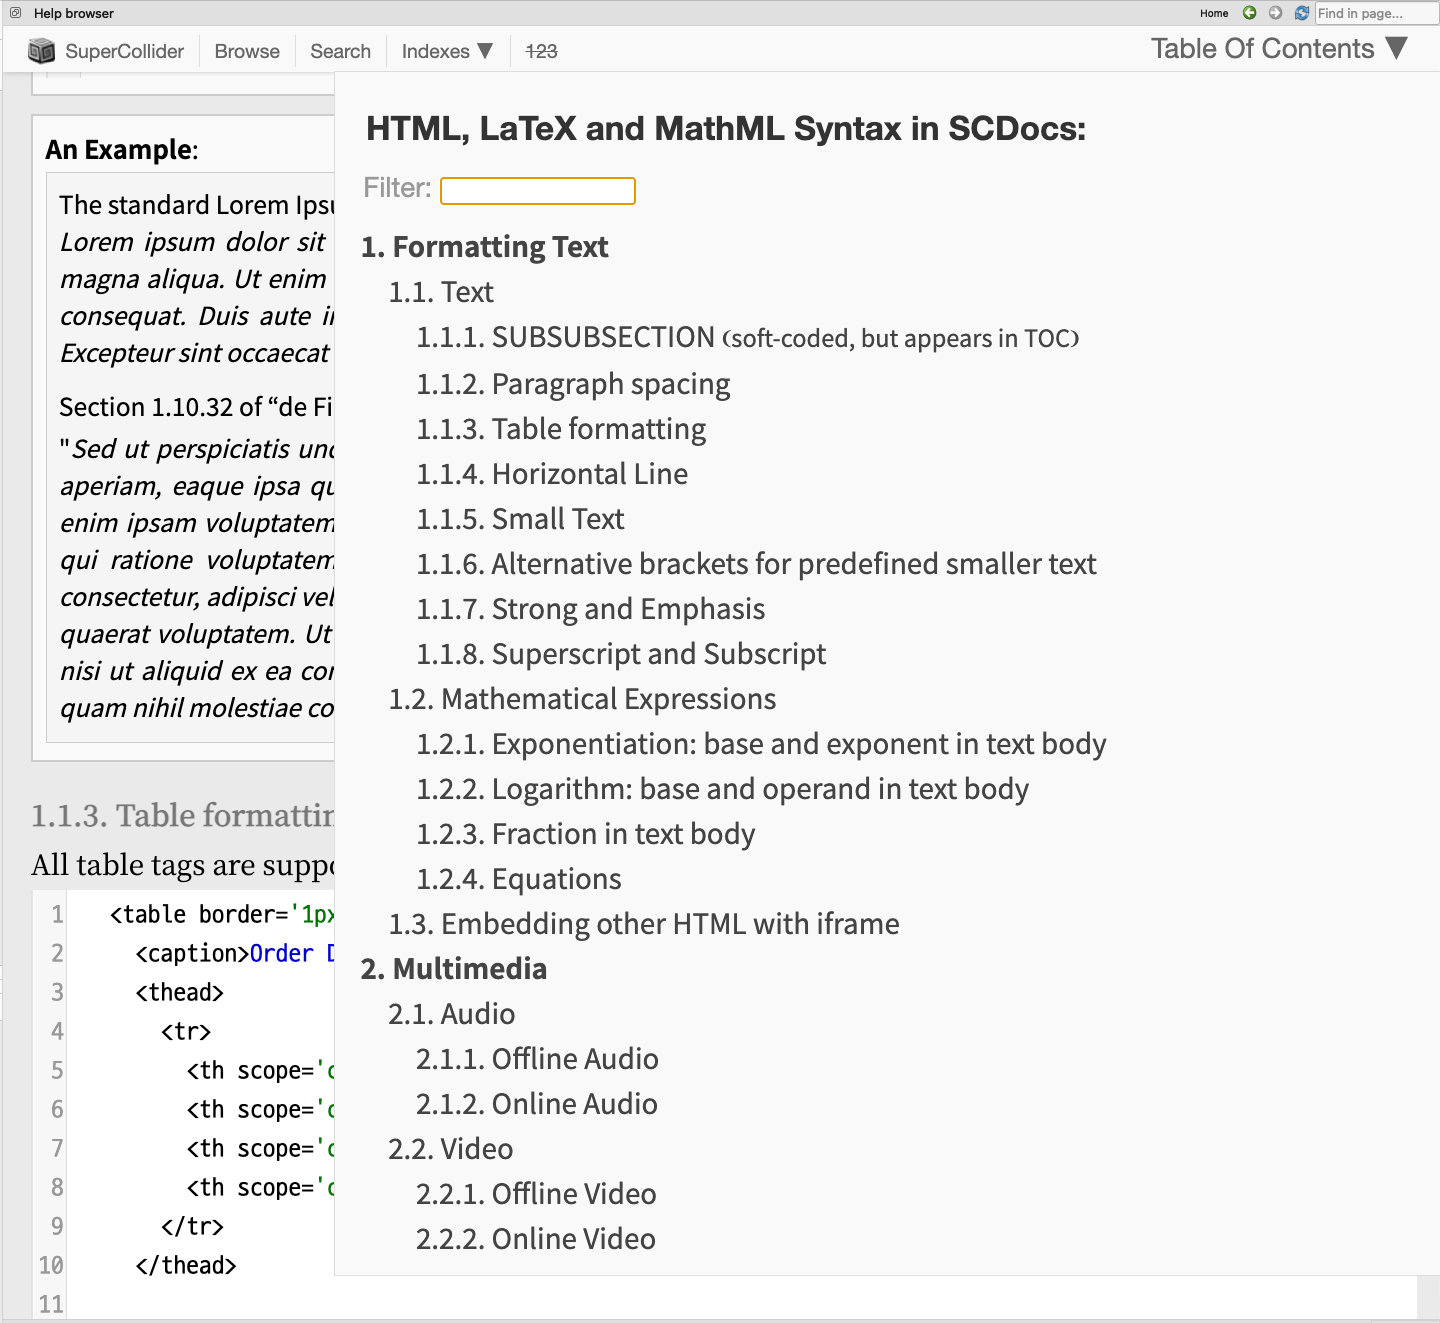 Help browser
Home
Find in page...
SuperCollider
Browse
Search
Indexes ▼
123
Table Of Contents ▼
An Example:
The standard Lorem
Lorem ipsum dolor sit
magna aliqua. Ut enim
consequat. Duis aute
Excepteur sint occaecat
Section 1.10.32 of “de
"Sed ut perspiciatis
aperiam, eaque ipsa
enim ipsam voluptatem
qui ratione voluptatem
consectetur, adipisci
quaerat voluptatem. Ut
nisi ut aliquid ex ea
quam nihil molestiae
1.1.3. Table
All table tags are
1 <table border='1px
2 <caption>Order
3 <thead>
4 <tr>
5 <th scope='
6 <th scope='
7 <th scope='
8 <th scope='
9 </tr>
10 </thead>
11
HTML, LaTeX and MathML Syntax in SCDocs:
Filter:
1. Formatting Text
1.1. Text
1.1.1. SUBSUBSECTION (soft-coded, but appears in TOC)
1.1.2. Paragraph spacing
1.1.3. Table formatting
1.1.4. Horizontal Line
1.1.5. Small Text
1.1.6. Alternative brackets for predefined smaller text
1.1.7. Strong and Emphasis
1.1.8. Superscript and Subscript
1.2. Mathematical Expressions
1.2.1. Exponentiation: base and exponent in text body
1.2.2. Logarithm: base and operand in text body
1.2.3. Fraction in text body
1.2.4. Equations
1.3. Embedding other HTML with iframe
2. Multimedia
2.1. Audio
2.1.1. Offline Audio
2.1.2. Online Audio
2.2. Video
2.2.1. Offline Video
2.2.2. Online Video